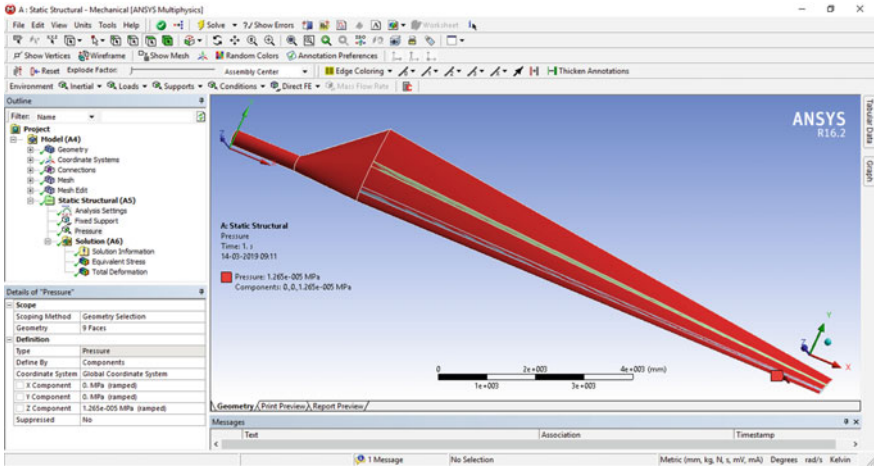 A : Static Structural - Mechanical [ANSYS Multiphysics]
File Edit View Units Tools Help Solve ?/ Show Errors Worksheet
Show Vertices Wireframe Show Mesh Random Colors Annotation Preferences
Reset Explode Factor: Assembly Center Edge Coloring Thicken Annotations
Environment Inertial Loads Supports Conditions Direct FE Mass Flow Rate
Outline
Filter: Name
Project
Model (A4)
Geometry
Coordinate Systems
Connections
Mesh
Mesh Edit
Static Structural (A5)
Analysis Settings
Fixed Support
Pressure
Solution (A6)
Solution Information
Equivalent Stress
Total Deformation
Details of "Pressure"
Scope
Scoping Method Geometry Selection
Geometry 9 Faces
Definition
Type Pressure
Define By Components
Coordinate System Global Coordinate System
X Component 0. MPa (ramped)
Y Component 0. MPa (ramped)
Z Component 1.265e-005 MPa (ramped)
Suppressed No
ANSYS
R16.2
A: Static Structural
Pressure
Time: 1. s
14-03-2019 09:11
Pressure: 1.265e-005 MPa
Components: 0.,0.,1.265e-005 MPa
Y
X
0 2e+003 4e+003 (mm)
1e+003 3e+003
Geometry Print Preview Report Preview
Messages
Text Association Timestamp
Tabular Data
Graph
1 Message No Selection Metric (mm, kg, N, s, mV, mA) Degrees rad/s Kelvin